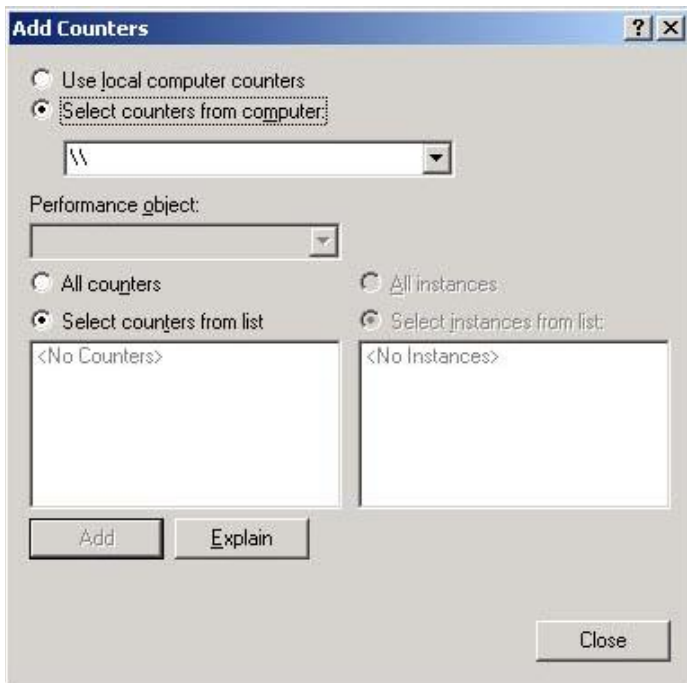 Add Counters
Use local computer counters
Select counters from computer:
\\
Performance object:
All counters
All instances
Select counters from list
Select instances from list:
<No Counters>
<No Instances>
Add
Explain
Close